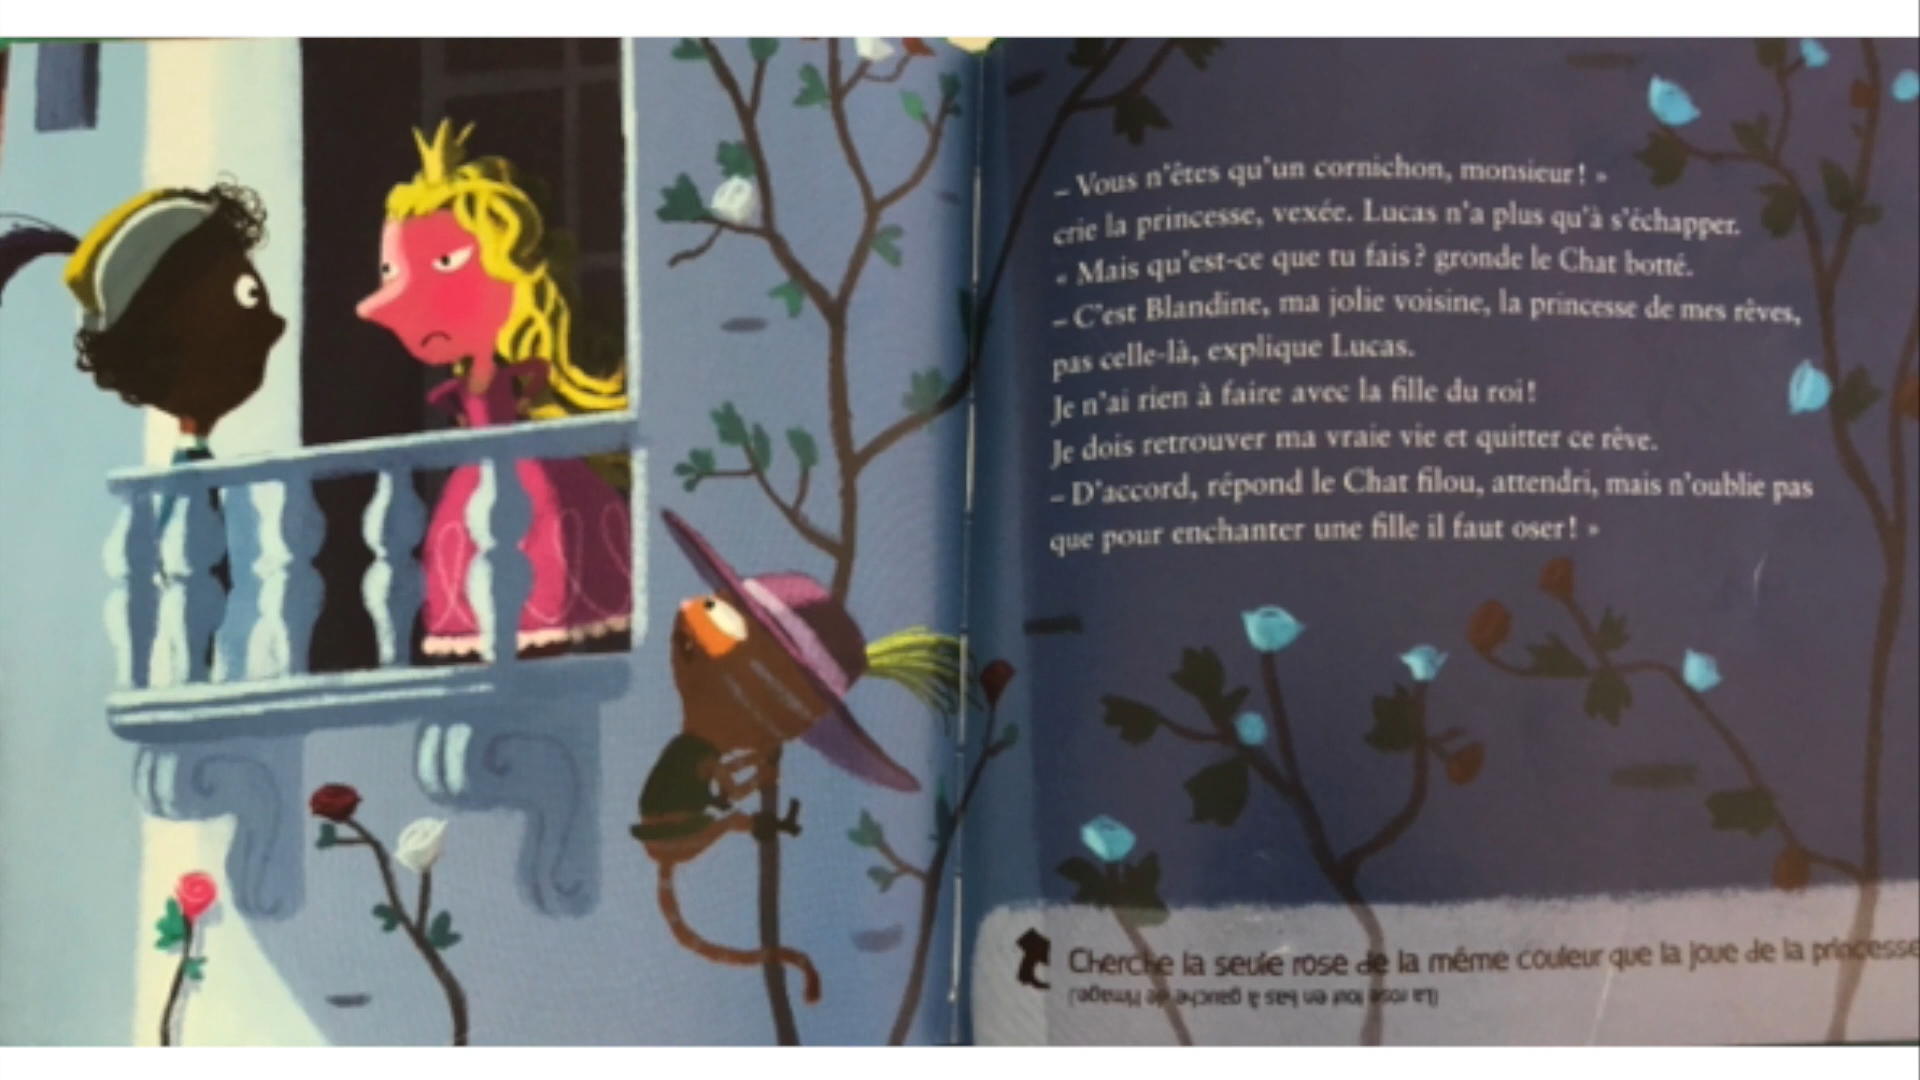 – Vous n'êtes qu'un cornichon, monsieur ! »
crie la princesse, vexée. Lucas n'a plus qu'à s'échapper.
« Mais qu'est-ce que tu fais ? gronde le Chat botté.
– C'est Blandine, ma jolie voisine, la princesse de mes rêves,
pas celle-là, explique Lucas.
Je n'ai rien à faire avec la fille du roi !
Je dois retrouver ma vraie vie et quitter ce rêve.
– D'accord, répond le Chat filou, attendri, mais n'oublie pas
que pour enchanter une fille il faut oser ! »
Cherche la seule rose de la même couleur que la joue de la princesse
(La rose tout en bas à gauche de l'image)